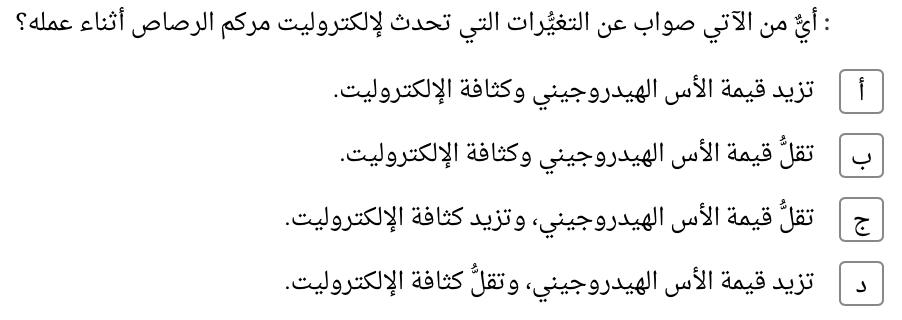 : أيٌّ من الآتي صواب عن التغيُّرات التي تحدث لإلكتروليت مركم الرصاص أثناء عمله؟
أ تزيد قيمة الأس الهيدروجيني وكثافة الإلكتروليت.
ب تقلُّ قيمة الأس الهيدروجيني وكثافة الإلكتروليت.
ج تقلُّ قيمة الأس الهيدروجيني، وتزيد كثافة الإلكتروليت.
د تزيد قيمة الأس الهيدروجيني، وتقلُّ كثافة الإلكتروليت.